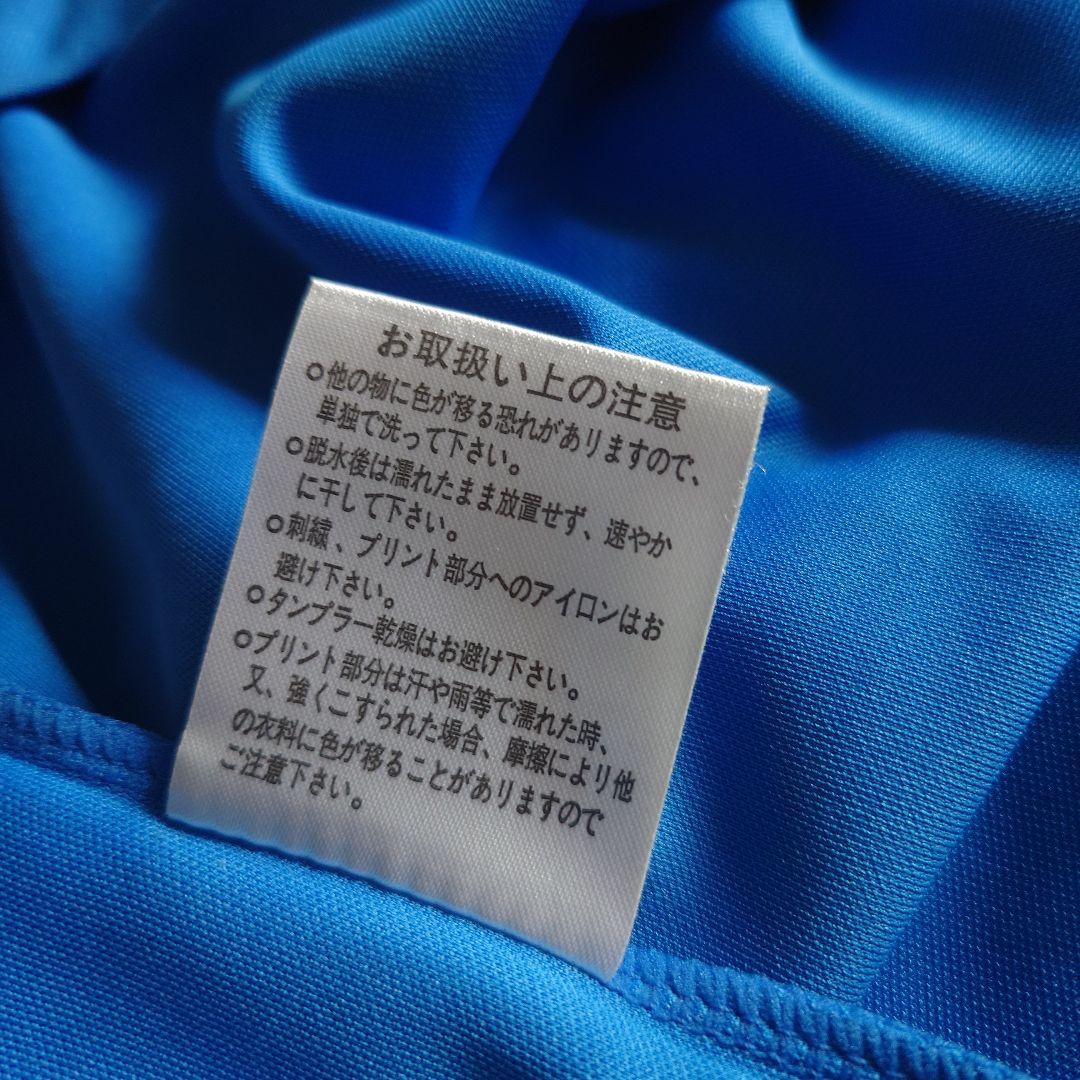 お取扱い上の注意
○他の物に色が移る恐れがありますので、
単独で洗って下さい。
○脱水後は濡れたまま放置せず、速やか
に干して下さい。
○刺繍、プリント部分へのアイロンはお
避け下さい。
○タンブラー乾燥はお避け下さい。
○プリント部分は汗や雨等で濡れた時、
又、強くこすられた場合、摩擦により他
の衣料に色が移ることがありますので
ご注意下さい。